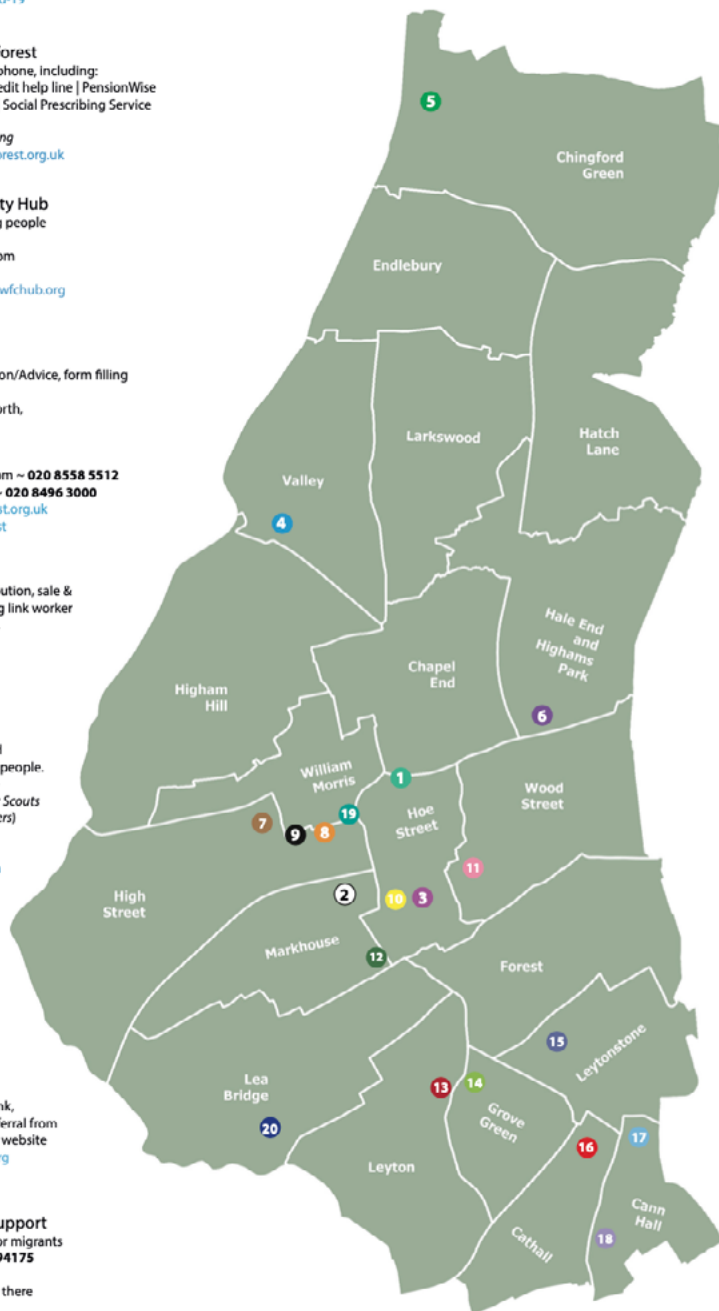 orest
phone, including:
edit help line | PensionWise
Social Prescribing Service
orest.org.uk
ty Hub
g people
om
wfchub.org
on/Advice, form filling
orth,
m ~ 020 8558 5512
020 8496 3000
st.org.uk
st
oution, sale &
g link worker
people.
Scouts
ers)
nk,
ferral from
website
rg
upport
or migrants
94175
there
5
Chingford
Green
Endlebury
Larkswood
Hatch
Lane
Valley
4
Hale End
and
Highams
Park
6
Chapel
End
Higham
Hill
William
Morris
1
Hoe
Street
Wood
Street
19
7
9
8
11
High
Street
2
10
3
Markhouse
12
Forest
15
Leytonstone
Lea
Bridge
13
14
Grove
Green
20
Leyton
16
17
Cann
Hall
Cathall
18